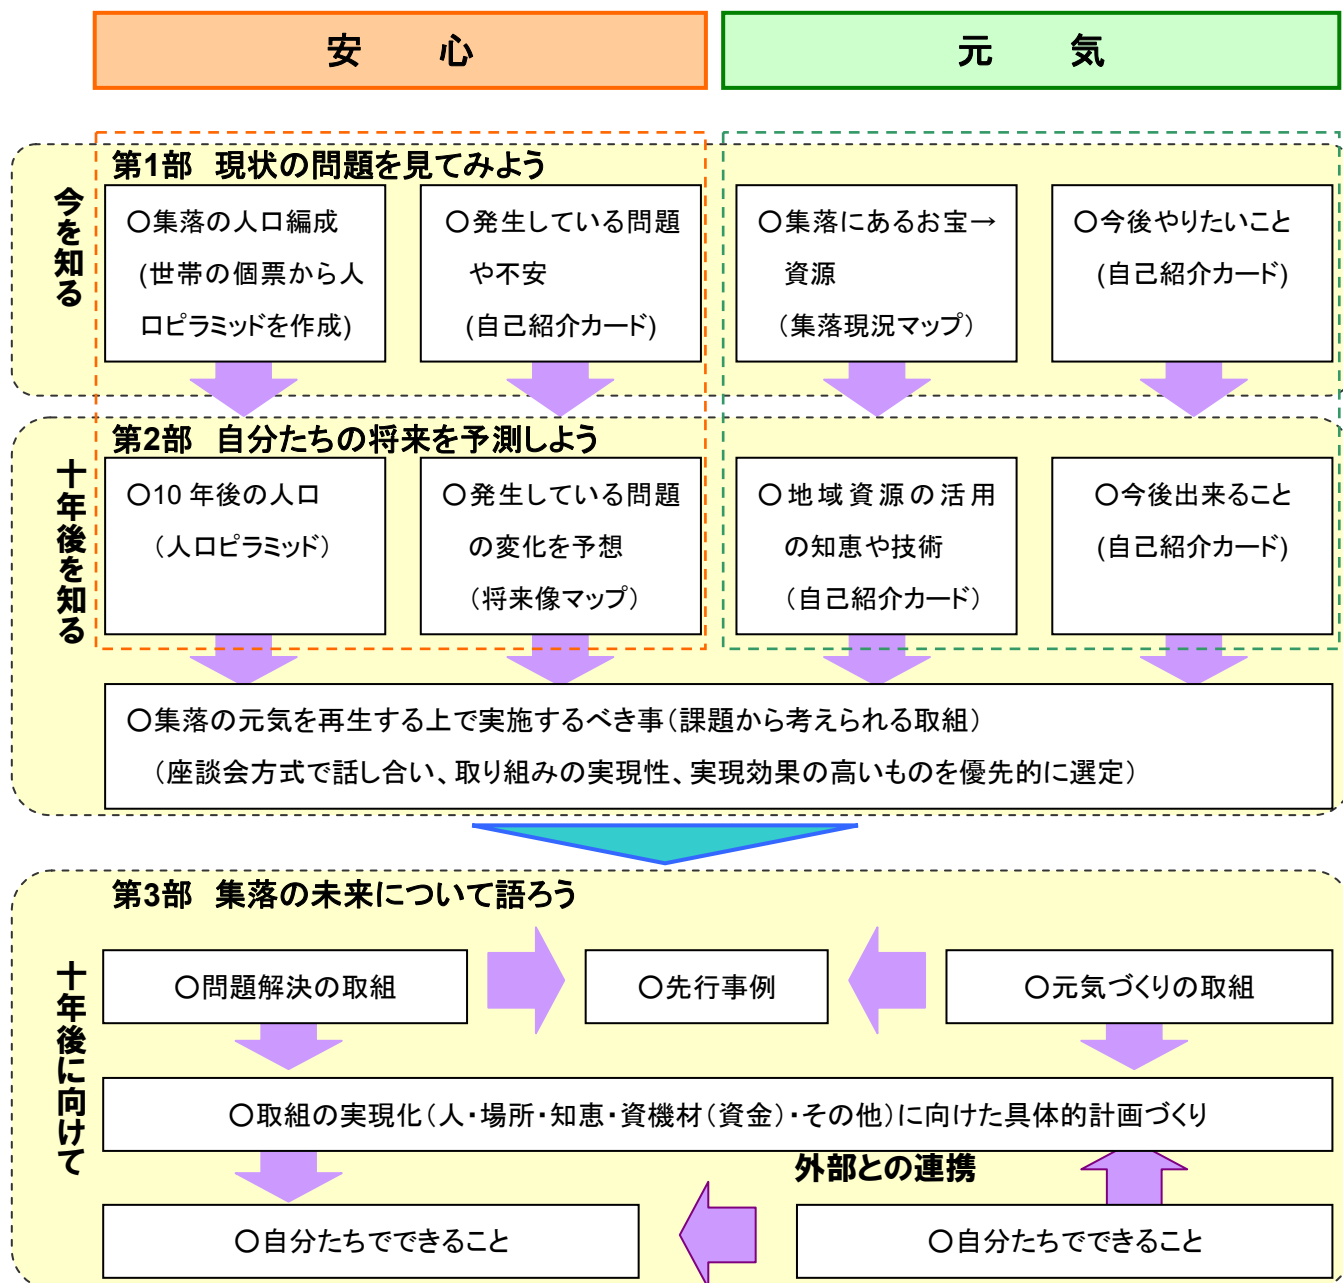 安　心
元　気
第1部　現状の問題を見てみよう
今を知る
○集落の人口編成
(世帯の個票から人
口ピラミッドを作成)
○発生している問題
や不安
(自己紹介カード)
○集落にあるお宝→
資源
（集落現況マップ）
○今後やりたいこと
(自己紹介カード)
第2部　自分たちの将来を予測しよう
十年後を知る
○10 年後の人口
（人口ピラミッド）
○発生している問題
の変化を予想
（将来像マップ）
○地域資源の活用
の知恵や技術
（自己紹介カード）
○今後出来ること
(自己紹介カード)
○集落の元気を再生する上で実施するべき事（課題から考えられる取組）
（座談会方式で話し合い、取り組みの実現性、実現効果の高いものを優先的に選定）
第3部　集落の未来について語ろう
十年後に向けて
○問題解決の取組
○先行事例
○元気づくりの取組
○取組の実現化（人・場所・知恵・資機材（資金）・その他）に向けた具体的計画づくり
外部との連携
○自分たちでできること
○自分たちでできること